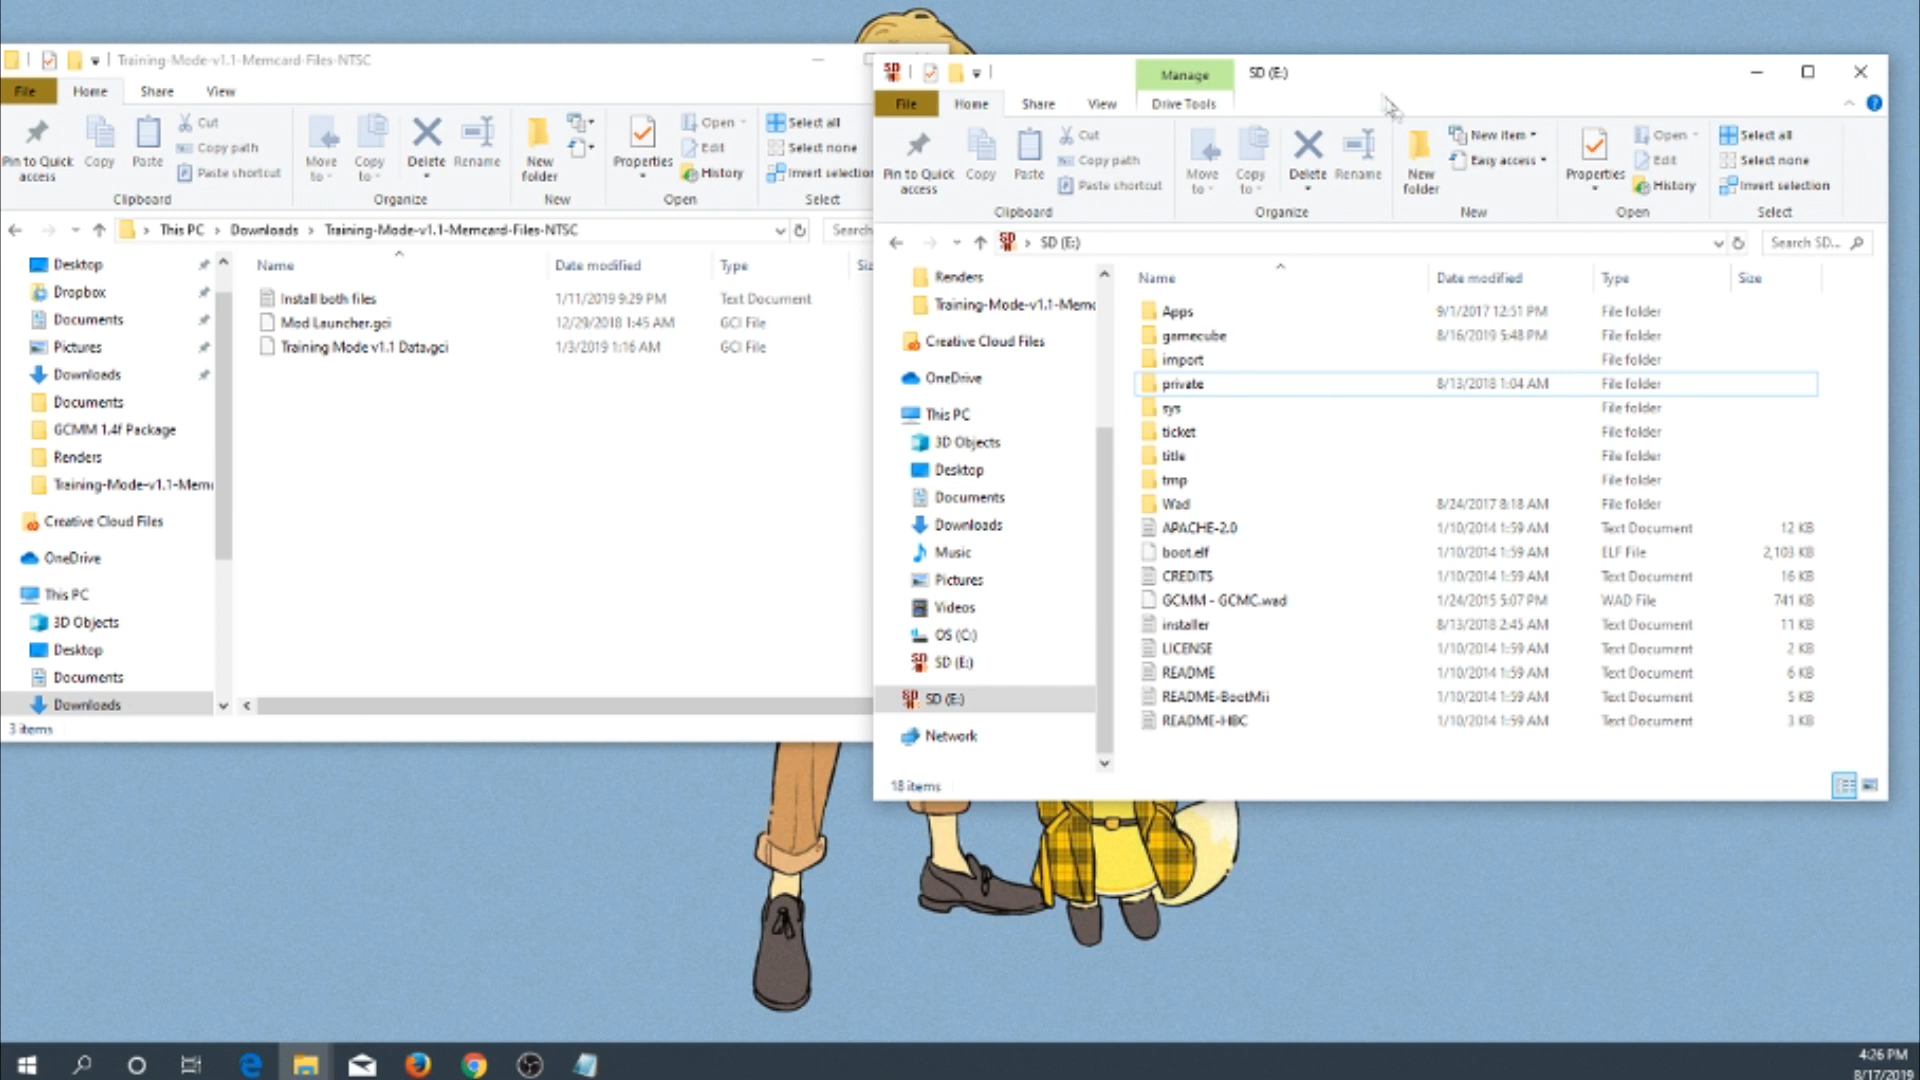 Training-Mode-v1.1-Memcard-Files-NTSC
File Home Share View
Pin to Quick access
Copy
Paste
Cut
Copy path
Paste shortcut
Clipboard
Move to
Copy to
Delete
Rename
Organize
New folder
New
Properties
Open
Edit
History
Open
Select all
Select none
Invert selection
Select
This PC > Downloads > Training-Mode-v1.1-Memcard-Files-NTSC
Search
Desktop
Dropbox
Documents
Pictures
Downloads
Documents
GCMM 1.4f Package
Renders
Training-Mode-v1.1-Mem
Creative Cloud Files
OneDrive
This PC
3D Objects
Desktop
Documents
Downloads
Name Date modified Type Siz
Install both files 1/11/2019 9:29 PM Text Document
Mod Launcher.gci 12/29/2018 1:45 AM GCI File
Training Mode v1.1 Data.gci 1/3/2019 1:16 AM GCI File
3 items
Manage SD (E:)
File Home Share View Drive Tools
Pin to Quick access
Copy
Paste
Cut
Copy path
Paste shortcut
Clipboard
Move to
Copy to
Delete
Rename
Organize
New folder
New item
Easy access
New
Properties
Open
Edit
History
Open
Select all
Select none
Invert selection
Select
SD (E:)
Search SD...
Renders
Training-Mode-v1.1-Memc
Creative Cloud Files
OneDrive
This PC
3D Objects
Desktop
Documents
Downloads
Music
Pictures
Videos
OS (C:)
SD (E:)
SD (E:)
Network
Name Date modified Type Size
Apps 9/1/2017 12:51 PM File folder
gamecube 8/16/2019 5:48 PM File folder
import File folder
private 8/13/2018 1:04 AM File folder
sys File folder
ticket File folder
title File folder
tmp File folder
Wad 8/24/2017 8:18 AM File folder
APACHE-2.0 1/10/2014 1:59 AM Text Document 12 KB
boot.elf 1/10/2014 1:59 AM ELF File 2,103 KB
CREDITS 1/10/2014 1:59 AM Text Document 16 KB
GCMM - GCMC.wad 1/24/2015 5:07 PM WAD File 741 KB
installer 8/13/2018 2:45 AM Text Document 11 KB
LICENSE 1/10/2014 1:59 AM Text Document 2 KB
README 1/10/2014 1:59 AM Text Document 6 KB
README-BootMii 1/10/2014 1:59 AM Text Document 5 KB
README-HBC 1/10/2014 1:59 AM Text Document 3 KB
18 items
4:26 PM
8/17/2019